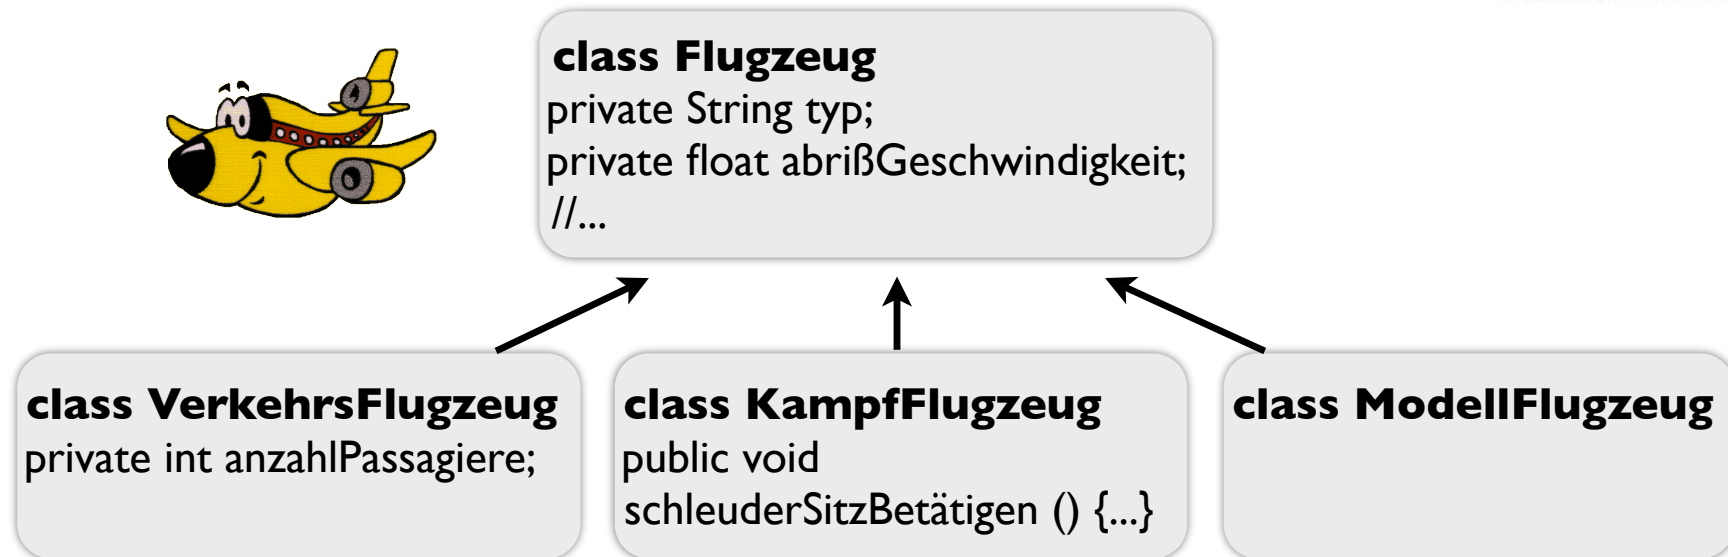 class Flugzeug
private String typ;
private float abrißGeschwindigkeit;
//...
class VerkehrsFlugzeug
private int anzahlPassagiere;
class KampfFlugzeug
public void
schleuderSitzBetätigen () {...}
class ModellFlugzeug